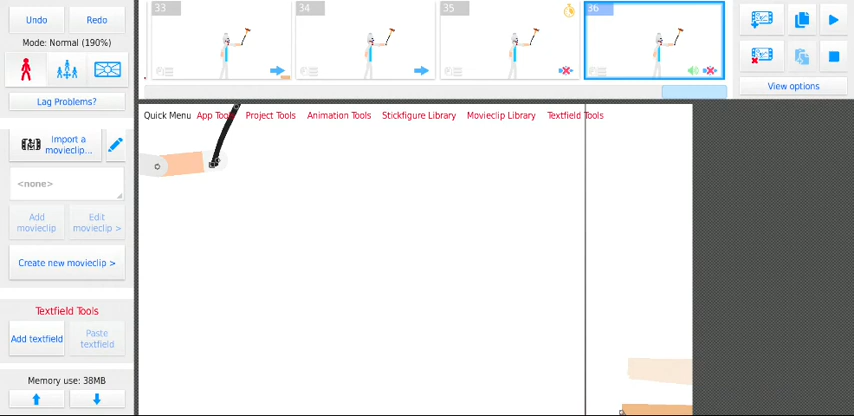 Undo
Redo
Mode: Normal (190%)
Lag Problems?
Import a
movieclip...
<none>
Add
movieclip
Edit
movieclip >
Create new movieclip >
Textfield Tools
Add textfield
Paste
textfield
Memory use: 38MB
33
34
35
36
View options
Quick Menu App Tools Project Tools Animation Tools Stickfigure Library Movieclip Library Textfield Tools